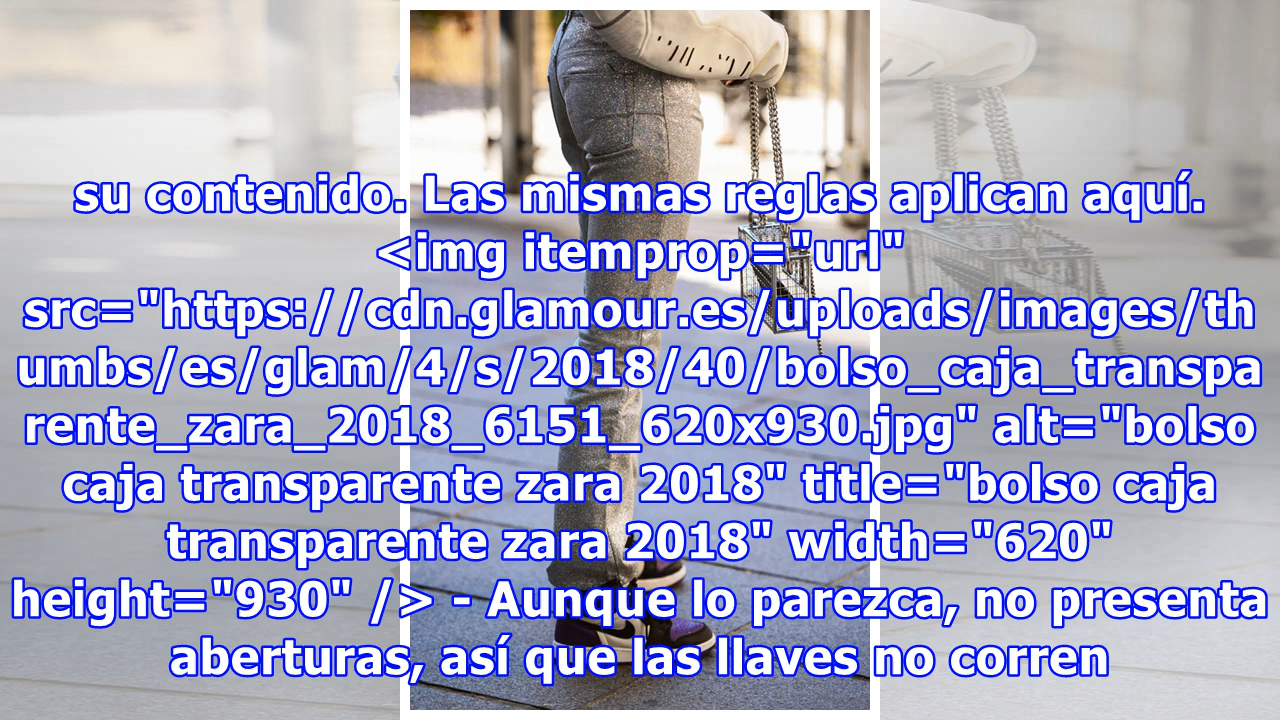 su contenido. Las mismas reglas aplican aquí.
<img itemprop="url"
src="https://cdn.glamour.es/uploads/images/th
umbs/es/glam/4/s/2018/40/bolso_caja_transpa
rente_zara_2018_6151_620x930.jpg" alt="bolso
caja transparente zara 2018" title="bolso caja
transparente zara 2018" width="620"
height="930" /> - Aunque lo parezca, no presenta
aberturas, así que las llaves no corren